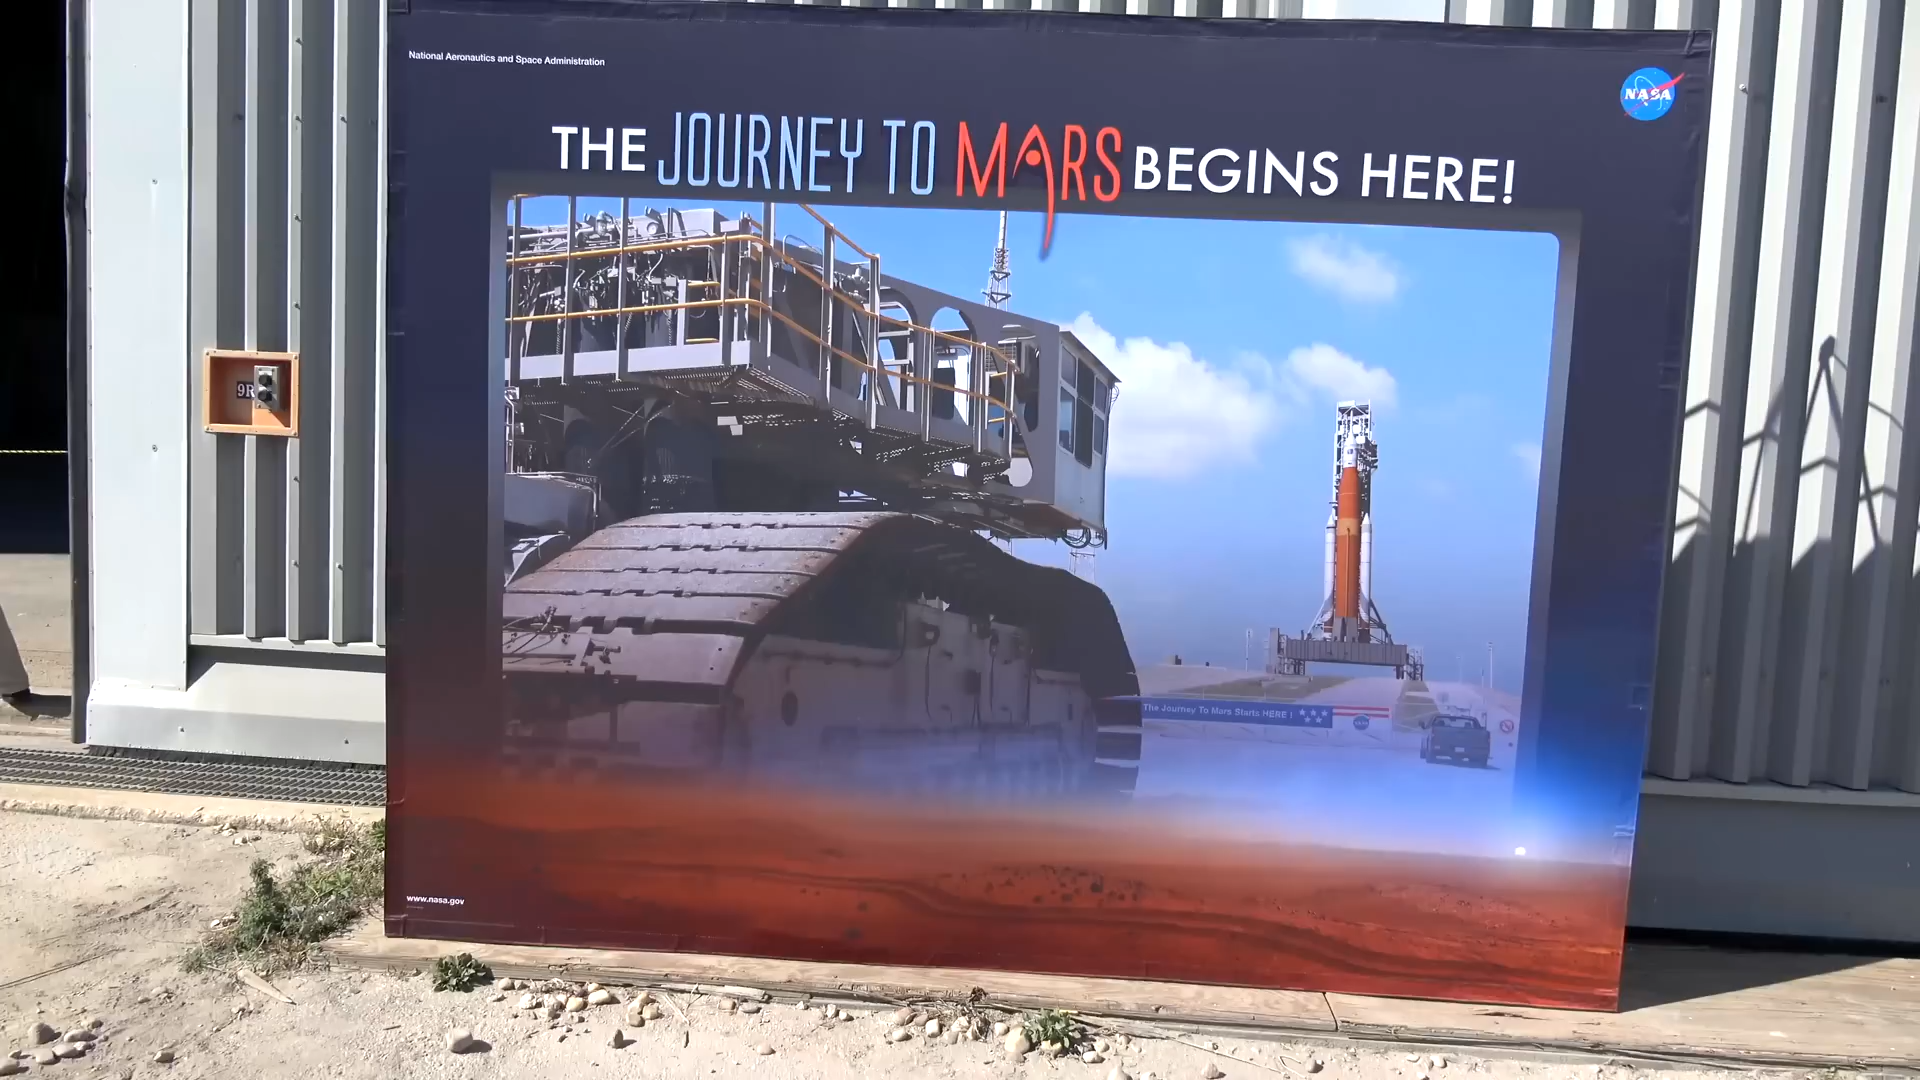 National Aeronautics and Space Administration
NASA
THE JOURNEY TO MARS BEGINS HERE!
9R
The Journey To Mars Starts HERE !
www.nasa.gov